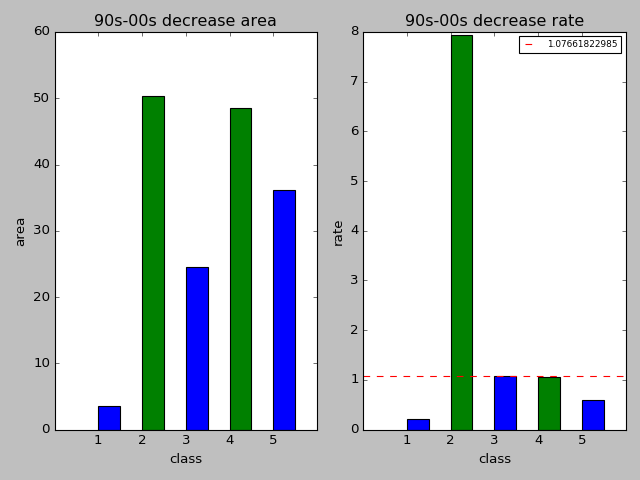 90s-00s decrease area
60
50
40
30
20
10
0
area
1 2 3 4 5
class
90s-00s decrease rate
1.07661822985
8
7
6
5
4
3
2
1
0
rate
1 2 3 4 5
class